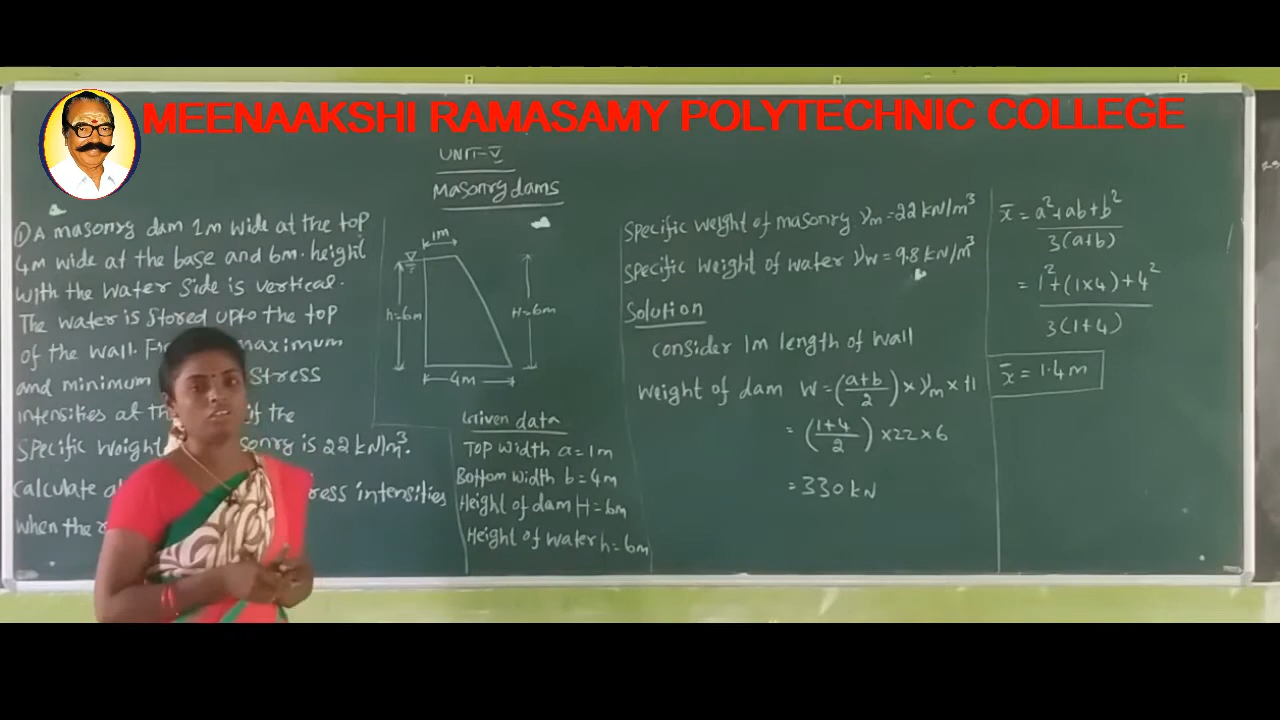 MEENAAKSHI RAMASAMY POLYTECHNIC COLLEGE
UNIT-V
Masonry dams
① A masonry dam 1m wide at the top
4m wide at the base and 6m. height
with the water side is vertical.
The water is stored upto the top
of the wall. maximum
and minimum stress
intensities at the if the
specific weight is 22 kN/m³.
calculate intensities
when the
1m
h=6m
H=6m
4m
Given data
Top width a=1m
Bottom width b=4m
Height of dam H=6m
Height of water h=6m
Specific weight of masonry γm=22 kN/m³
Specific weight of water γw=9.8 kN/m³
Solution
Consider 1m length of wall
Weight of dam W=(a+b/2)×γm×H
=(1+4/2)×22×6
=330 kN
x̄ = a²+ab+b²/3(a+b)
= 1²+(1×4)+4²/3(1+4)
x̄ = 1.4m